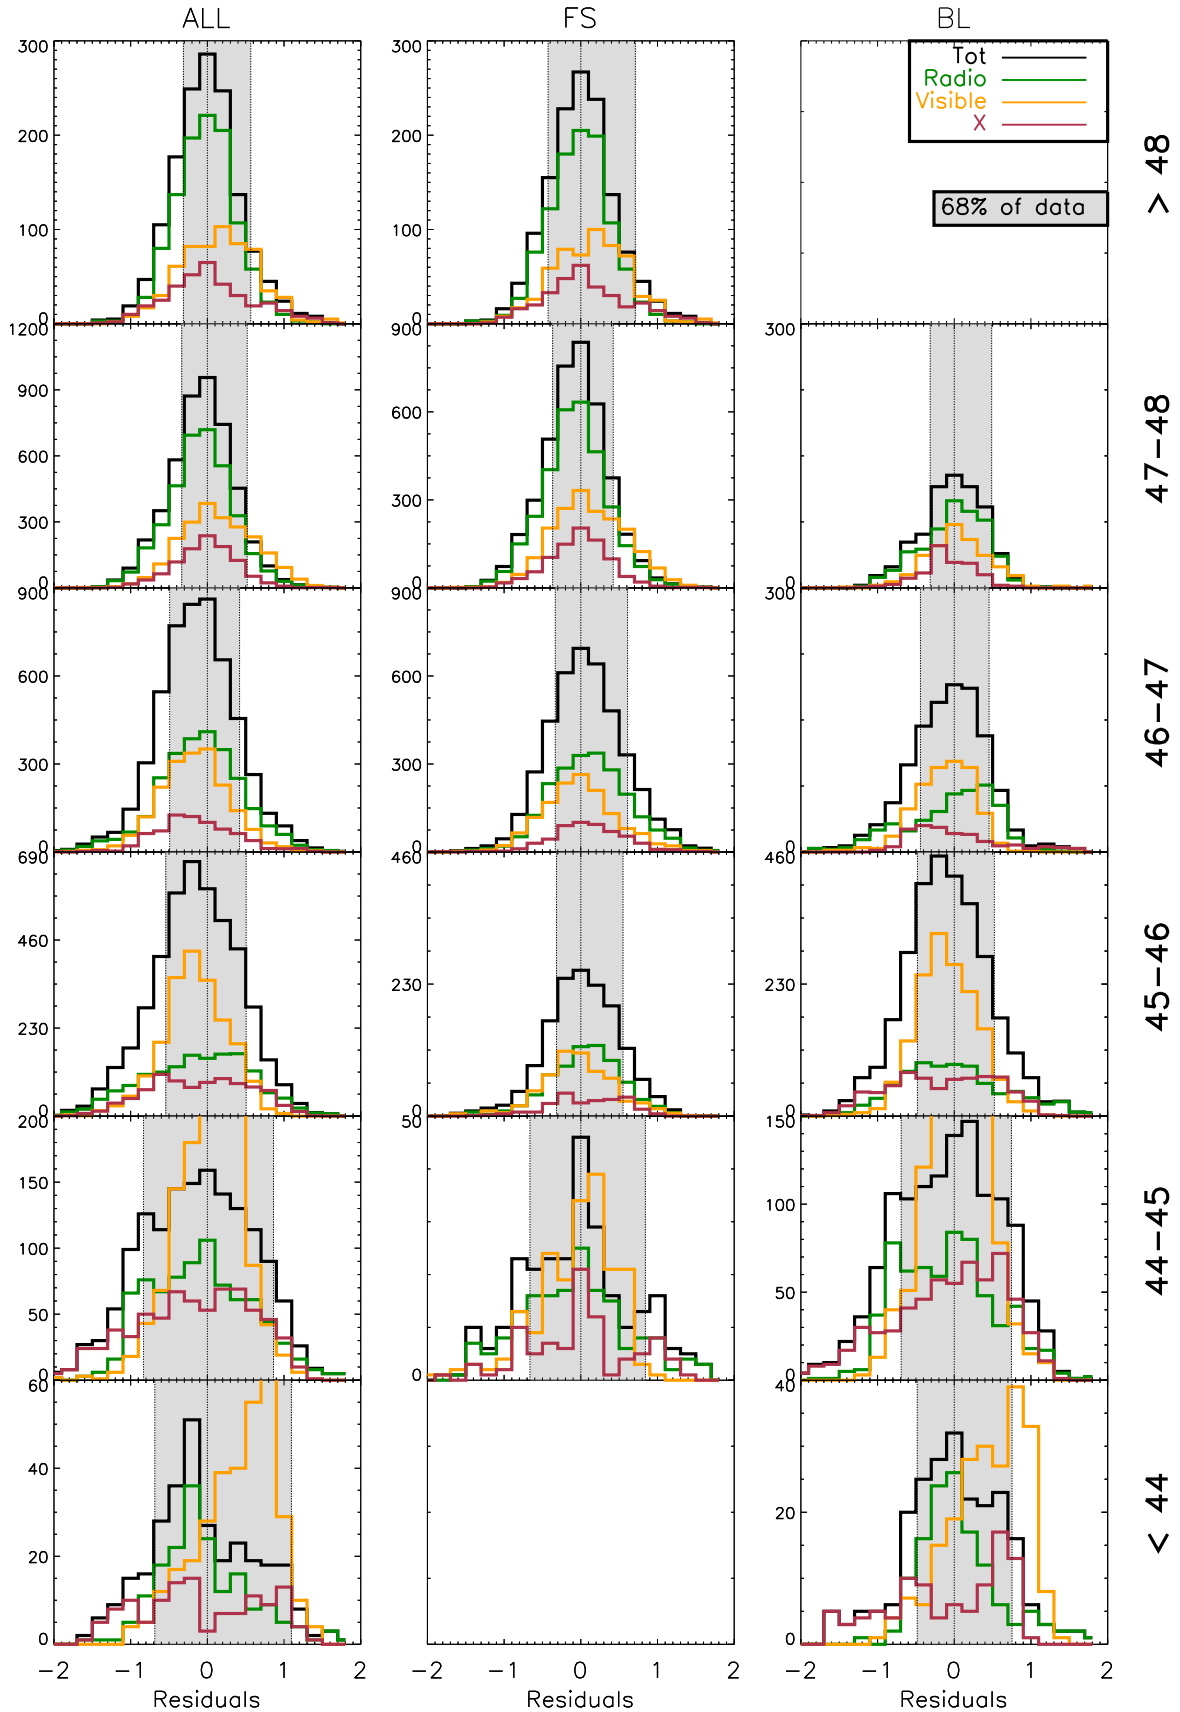 ALL FS BL
Tot
Radio
Visible
X
68% of data
300 300
200 200
100 100
0 0
> 48
1200 900 300
900
600
600
300
300
0 0 0
47-48
900 900 300
600 600
300 300
0 0 0
46-47
690 460 460
460
230 230
230
0 0 0
45-46
200 50 150
150
100
100
50
50
0 0 0
44-45
60 40
40
20
20
0 0
< 44
-2 -1 0 1 2 -2 -1 0 1 2 -2 -1 0 1 2
Residuals Residuals Residuals